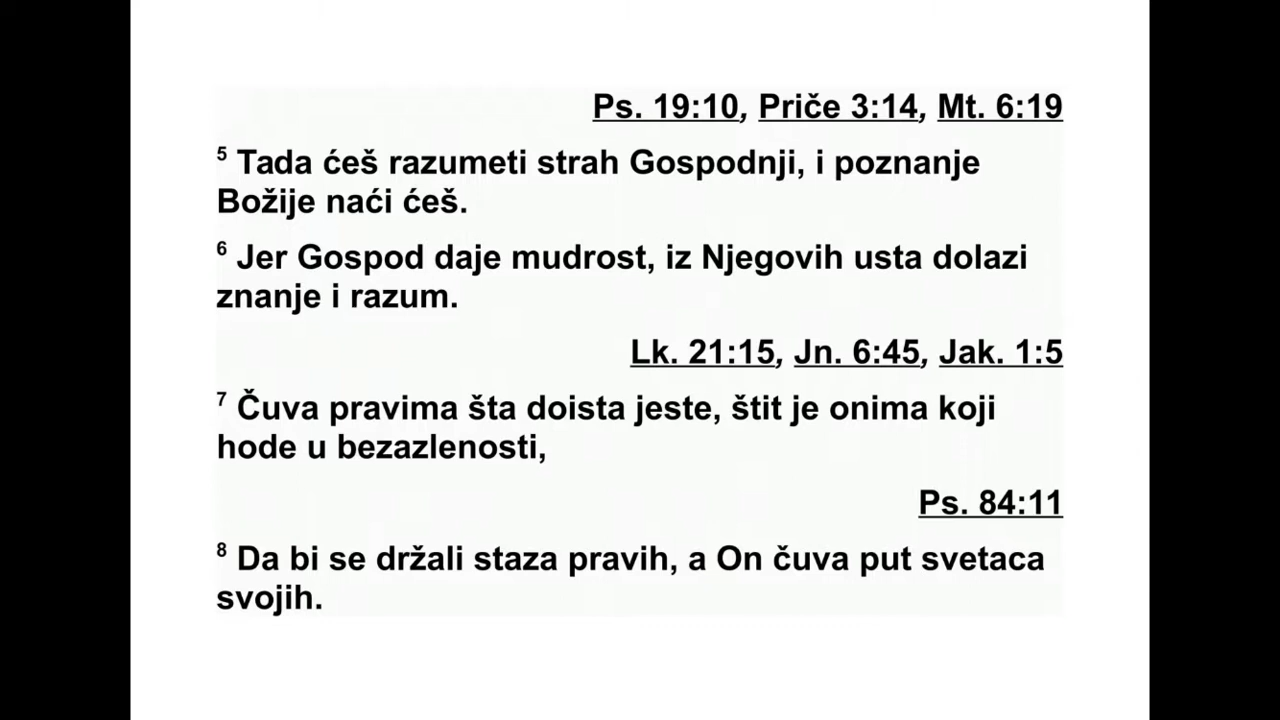 Ps. 19:10, Priče 3:14, Mt. 6:19
5 Tada ćeš razumeti strah Gospodnji, i poznanje
Božije naći ćeš.
6 Jer Gospod daje mudrost, iz Njegovih usta dolazi
znanje i razum.
Lk. 21:15, Jn. 6:45, Jak. 1:5
7 Čuva pravima šta doista jeste, štit je onima koji
hode u bezazlenosti,
Ps. 84:11
8 Da bi se držali staza pravih, a On čuva put svetaca
svojih.